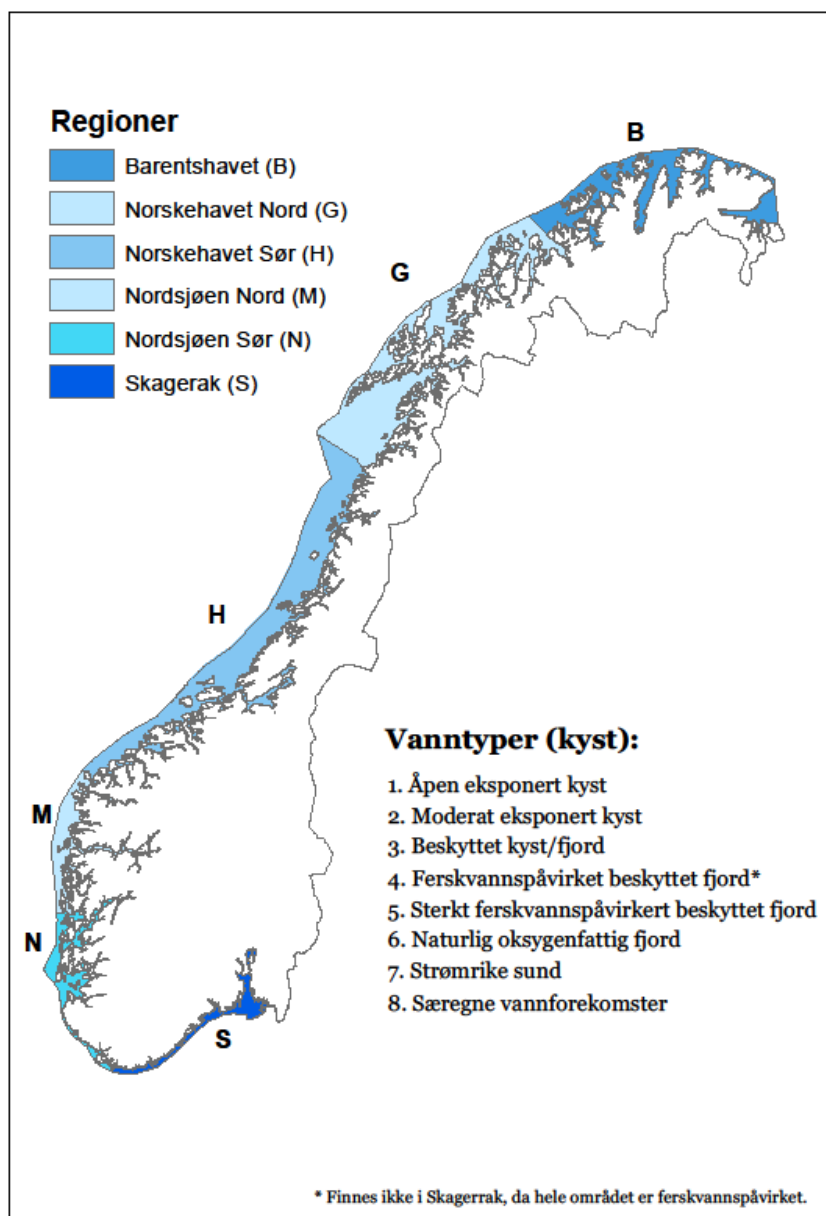 Regioner
Barentshavet (B)
Norskehavet Nord (G)
Norskehavet Sør (H)
Nordsjøen Nord (M)
Nordsjøen Sør (N)
Skagerak (S)
B
G
H
M
N
S
Vanntyper (kyst):
1. Åpen eksponert kyst
2. Moderat eksponert kyst
3. Beskyttet kyst/fjord
4. Ferskvannspåvirket beskyttet fjord*
5. Sterkt ferskvannspåvirkert beskyttet fjord
6. Naturlig oksygenfattig fjord
7. Strømrike sund
8. Særegne vannforekomster
* Finnes ikke i Skagerrak, da hele området er ferskvannspåvirket.